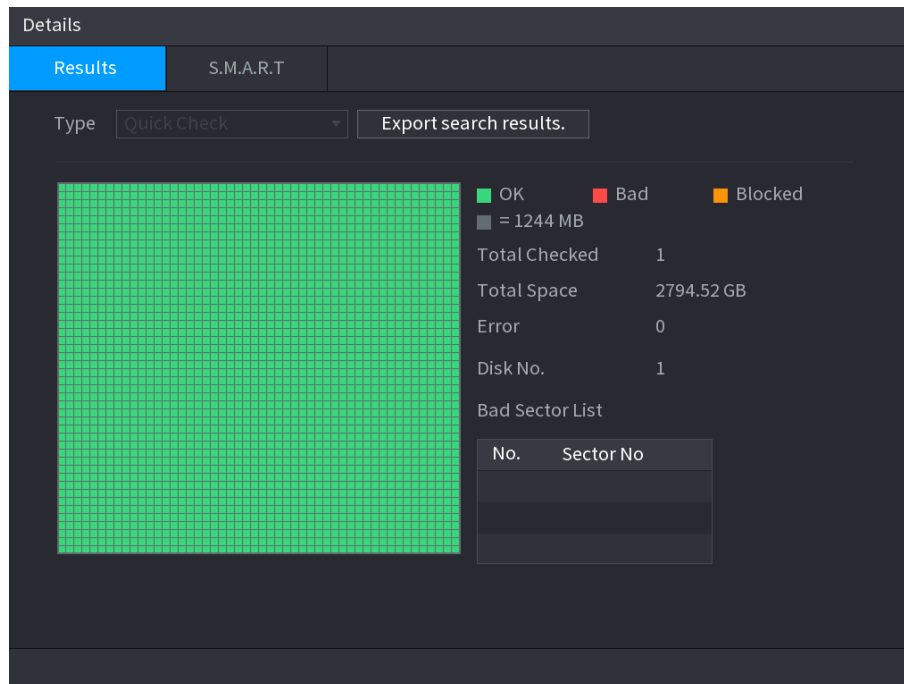 Details
Results S.M.A.R.T
Type Quick Check Export search results.
OK Bad Blocked
= 1244 MB
Total Checked 1
Total Space 2794.52 GB
Error 0
Disk No. 1
Bad Sector List
No. Sector No